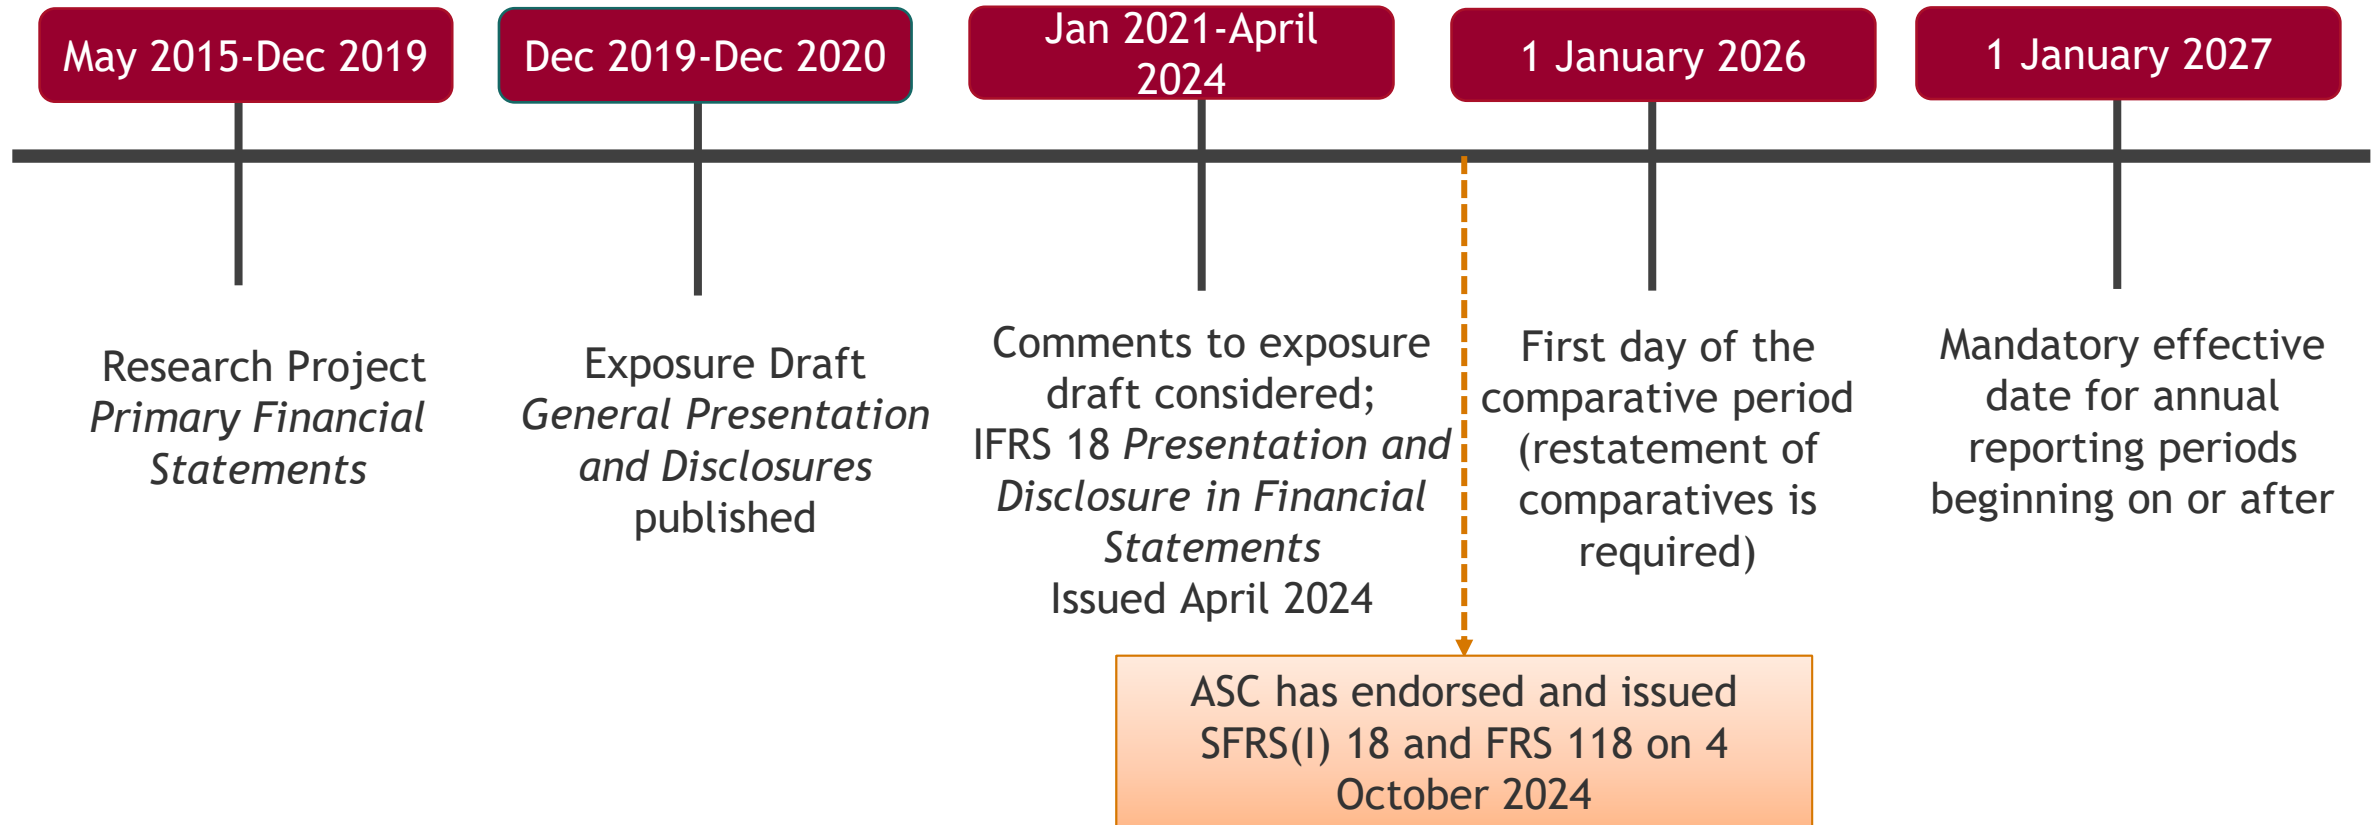 May 2015-Dec 2019
Dec 2019-Dec 2020
Jan 2021-April
2024
1 January 2026
1 January 2027
Research Project
Primary Financial
Statements
Exposure Draft
General Presentation
and Disclosures
published
Comments to exposure
draft considered;
IFRS 18 Presentation and
Disclosure in Financial
Statements
Issued April 2024
First day of the
comparative period
(restatement of
comparatives is
required)
Mandatory effective
date for annual
reporting periods
beginning on or after
ASC has endorsed and issued
SFRS(I) 18 and FRS 118 on 4
October 2024